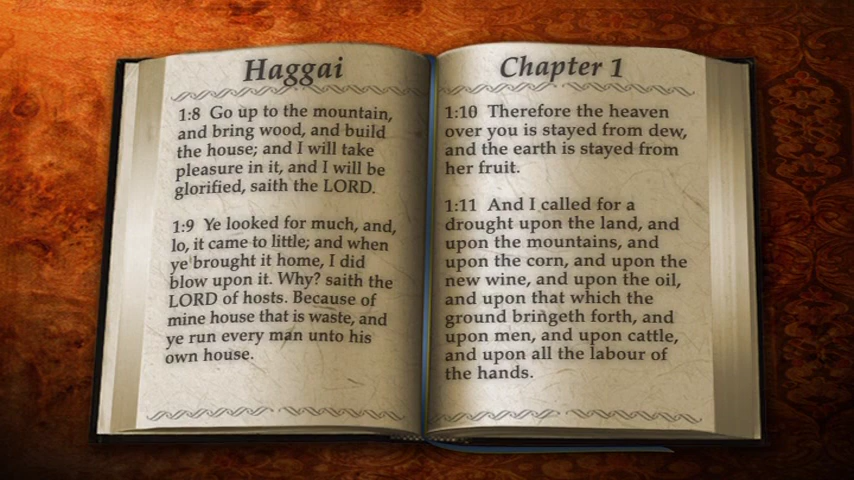 Haggai
1:8 Go up to the mountain,
and bring wood, and build
the house; and I will take
pleasure in it, and I will be
glorified, saith the LORD.
1:9 Ye looked for much, and,
lo, it came to little; and when
ye brought it home, I did
blow upon it. Why? saith the
LORD of hosts. Because of
mine house that is waste, and
ye run every man unto his
own house.
Chapter 1
1:10 Therefore the heaven
over you is stayed from dew,
and the earth is stayed from
her fruit.
1:11 And I called for a
drought upon the land, and
upon the mountains, and
upon the corn, and upon the
new wine, and upon the oil,
and upon that which the
ground bringeth forth, and
upon men, and upon cattle,
and upon all the labour of
the hands.